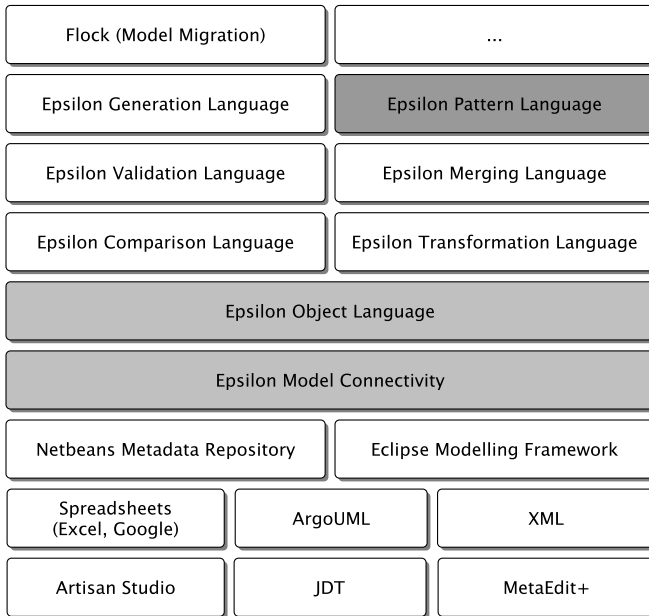 Flock (Model Migration)
...
Epsilon Generation Language
Epsilon Pattern Language
Epsilon Validation Language
Epsilon Merging Language
Epsilon Comparison Language
Epsilon Transformation Language
Epsilon Object Language
Epsilon Model Connectivity
Netbeans Metadata Repository
Eclipse Modelling Framework
Spreadsheets
(Excel, Google)
ArgoUML
XML
Artisan Studio
JDT
MetaEdit+